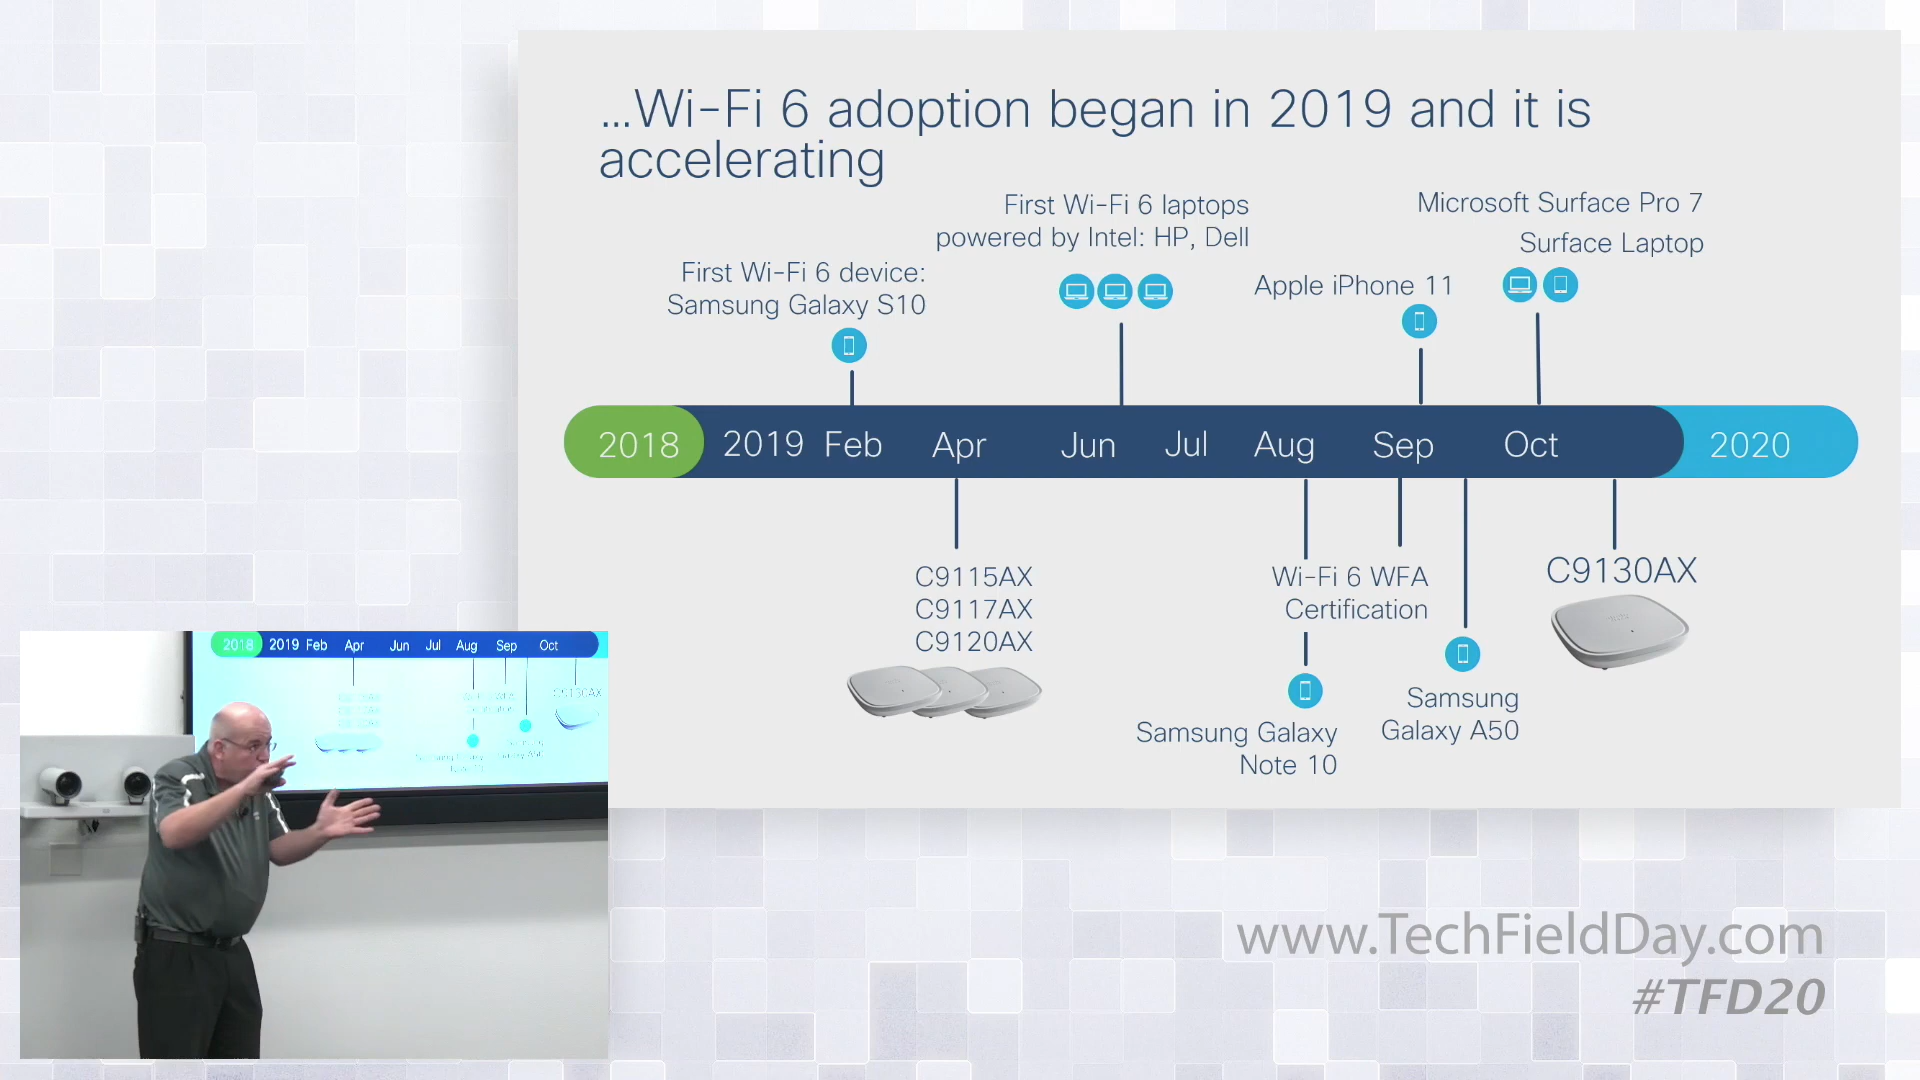 ...Wi-Fi 6 adoption began in 2019 and it is
accelerating
First Wi-Fi 6 device:
Samsung Galaxy S10
First Wi-Fi 6 laptops
powered by Intel: HP, Dell
Apple iPhone 11
Microsoft Surface Pro 7
Surface Laptop
2018 2019 Feb Apr Jun Jul Aug Sep Oct 2020
C9115AX
C9117AX
C9120AX
Wi-Fi 6 WFA
Certification
Samsung Galaxy
Note 10
Samsung
Galaxy A50
C9130AX
2018 2019 Feb Apr Jun Jul Aug Sep Oct
C9130AX
www.TechFieldDay.com
#TFD20